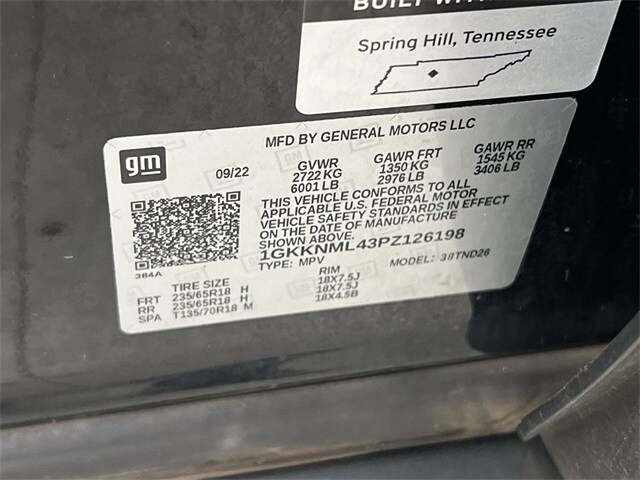 BUILT WITH
Spring Hill, Tennessee
gm
MFD BY GENERAL MOTORS LLC
09/22
GVWR GAWR FRT GAWR RR
2722 KG 1350 KG 1545 KG
6001 LB 2976 LB 3406 LB
THIS VEHICLE CONFORMS TO ALL
APPLICABLE U.S. FEDERAL MOTOR
VEHICLE SAFETY STANDARDS IN EFFECT
ON THE DATE OF MANUFACTURE
SHOWN ABOVE.
1GKKNML43PZ126198
TYPE: MPV MODEL: 38TND26
384A
TIRE SIZE RIM
FRT 235/65R18 H 18X7.5J
RR 235/65R18 H 18X7.5J
SPA T135/70R18 M 18X4.5B